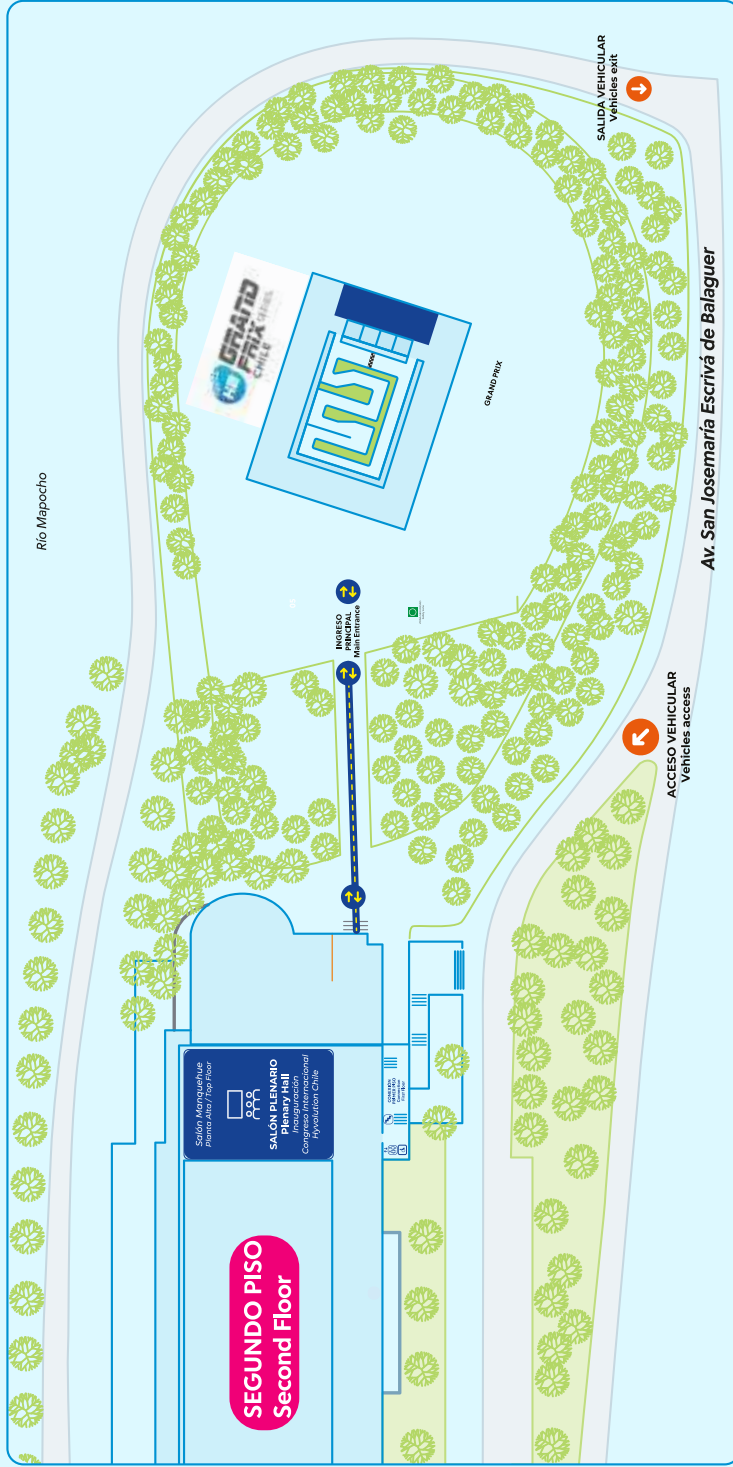 Río Mapocho
SALIDA VEHICULAR
Vehicles exit
GRAND
PRIX
CHILE
GRAND PRIX
Av. San Josemaría Escrivá de Balaguer
INGRESO
PRINCIPAL
Main Entrance
ACCESO VEHICULAR
Vehicles access
Salón Manquehue
Planta Alta / Top Floor
SALÓN PLENARIO
Plenary Hall
Inauguración
Congreso Internacional
Hyvolution Chile
SEGUNDO PISO
Second Floor